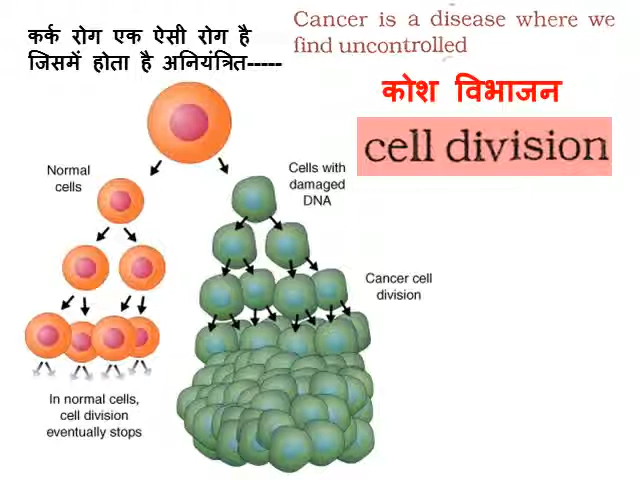 कर्क रोग एक ऐसी रोग है
जिसमें होता है अनियंत्रित-----
Cancer is a disease where we
find uncontrolled
कोश विभाजन
cell division
Normal
cells
Cells with
damaged
DNA
Cancer cell
division
In normal cells,
cell division
eventually stops